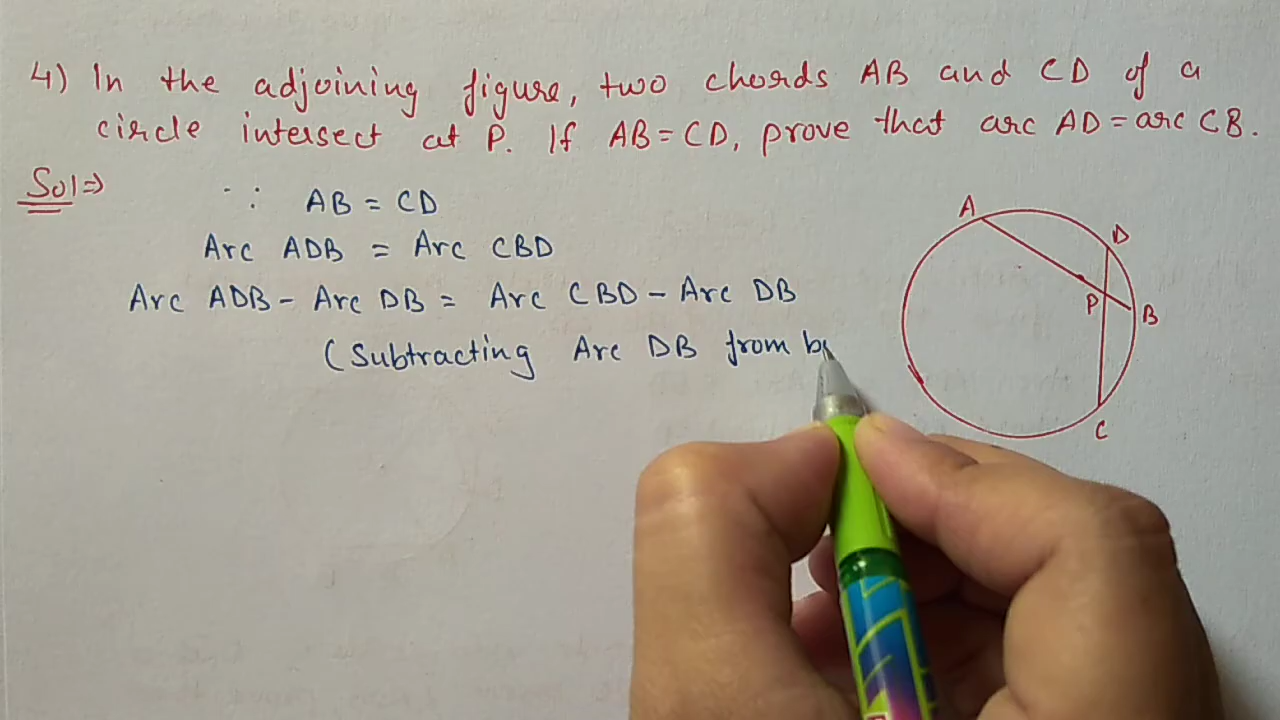 4) In the adjoining figure, two chords AB and CD of a
circle intersect at P. If AB = CD, prove that arc AD = arc CB.
Sol⇒
∵ AB = CD
Arc ADB = Arc CBD
Arc ADB - Arc DB = Arc CBD - Arc DB
(Subtracting Arc DB from
A
D
P
B
C